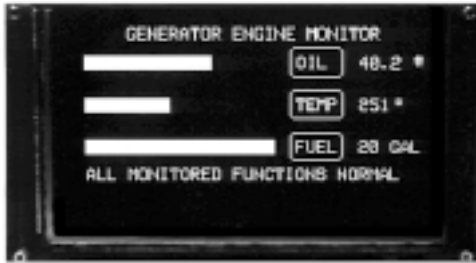 GENERATOR ENGINE MONITOR
OIL 40.2 #
TEMP 251°
FUEL 20 GAL
ALL MONITORED FUNCTIONS NORMAL